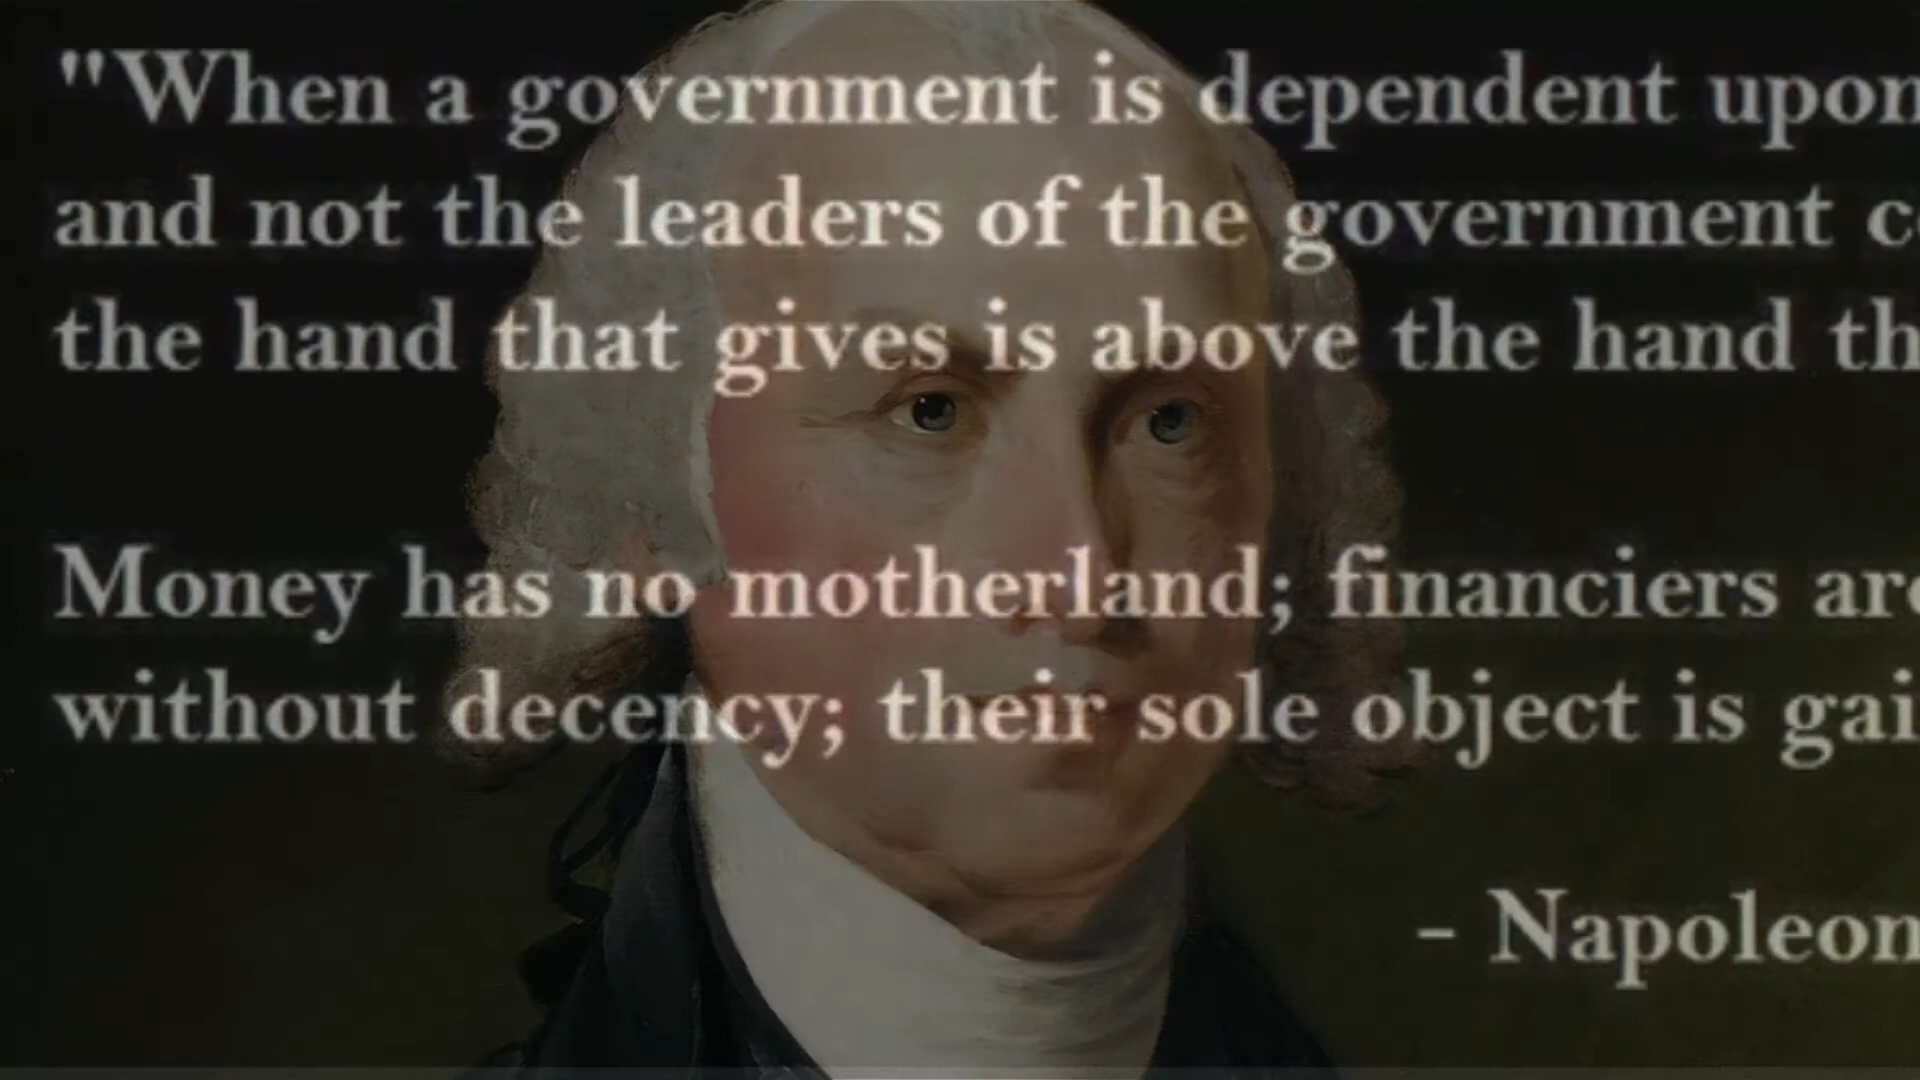 "When a government is dependent upon
and not the leaders of the government
the hand that gives is above the hand
Money has no motherland; financiers
without decency; their sole object is
- Napoleon